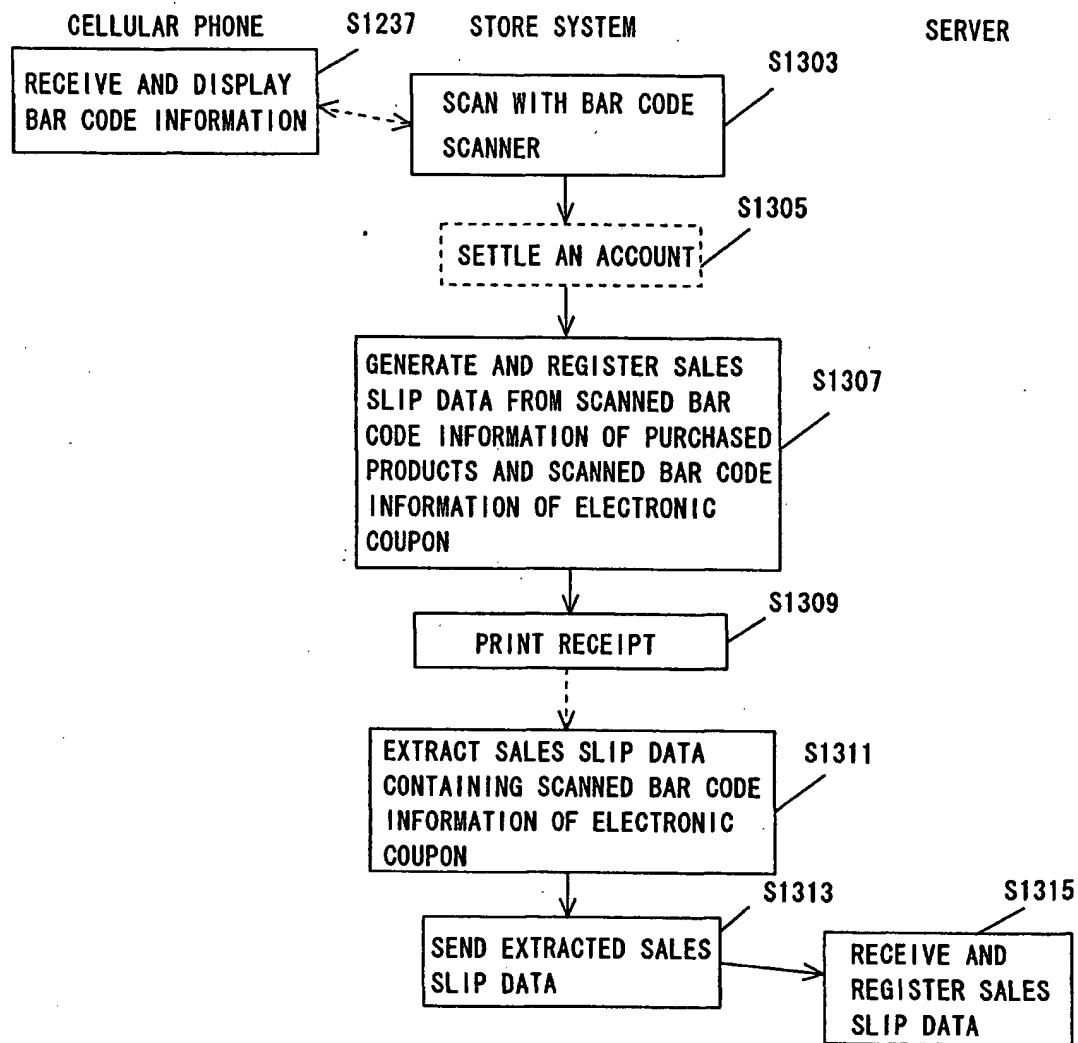 CELLULAR PHONE
S1237
STORE SYSTEM
SERVER
RECEIVE AND DISPLAY
BAR CODE INFORMATION
S1303
SCAN WITH BAR CODE
SCANNER
S1305
SETTLE AN ACCOUNT
GENERATE AND REGISTER SALES
SLIP DATA FROM SCANNED BAR
CODE INFORMATION OF PURCHASED
PRODUCTS AND SCANNED BAR CODE
INFORMATION OF ELECTRONIC
COUPON
S1307
S1309
PRINT RECEIPT
EXTRACT SALES SLIP DATA
CONTAINING SCANNED BAR CODE
INFORMATION OF ELECTRONIC
COUPON
S1311
S1313
SEND EXTRACTED SALES
SLIP DATA
S1315
RECEIVE AND
REGISTER SALES
SLIP DATA